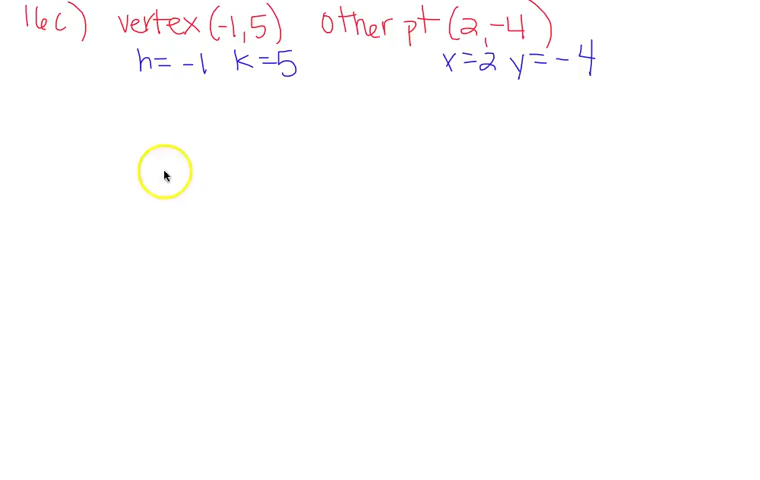 16c) vertex (-1,5) other pt (2,-4)
h= -1 k=5 x=2 y= -4